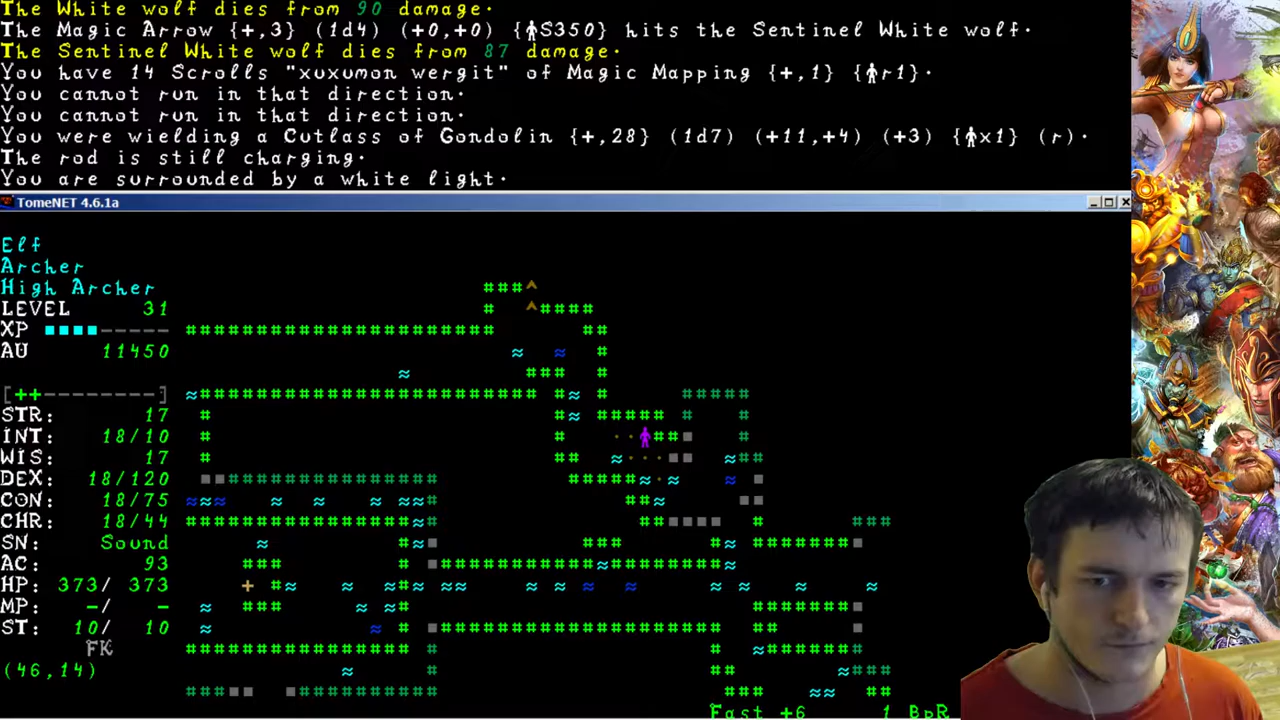 The White wolf dies from 90 damage.
The Magic Arrow {+,3} (1d4) (+0,+0) {S350} hits the Sentinel White wolf.
The Sentinel White wolf dies from 87 damage.
You have 14 Scrolls "xuxumon wergit" of Magic Mapping {+,1} {r1}.
You cannot run in that direction.
You cannot run in that direction.
You were wielding a Cutlass of Gondolin {+,28} (1d7) (+11,+4) (+3) {x1} (r).
The rod is still charging.
You are surrounded by a white light.
TomeNET 4.6.1a
Elf
Archer
High Archer
LEVEL 31
XP
AU 11450
[++---------]
STR: 17
INT: 18/10
WIS: 17
DEX: 18/120
CON: 18/75
CHR: 18/44
SN: Sound
AC: 93
HP: 373/ 373
MP: -/ -
ST: 10/ 10
FK
(46,14)
Fast +6 1 BpR